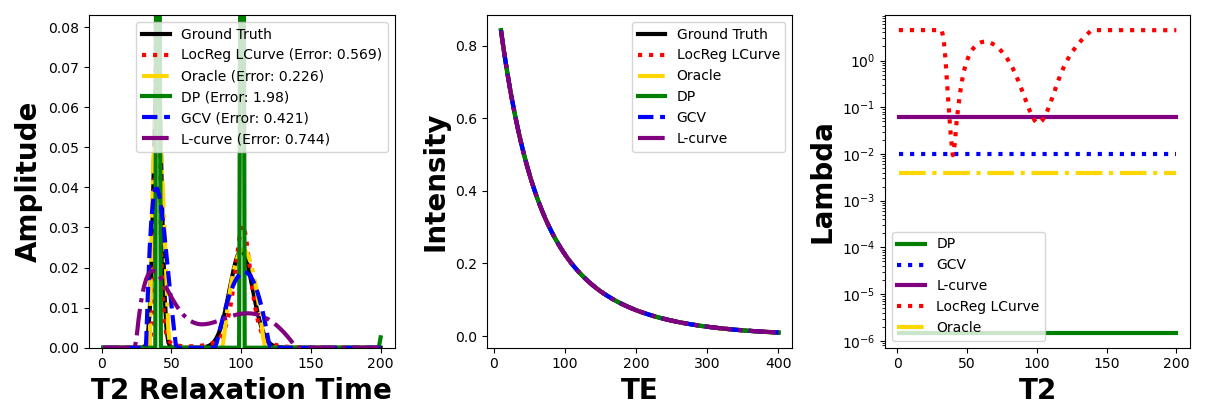 Amplitude
0.08
0.07
0.06
0.05
0.04
0.03
0.02
0.01
0.00
Ground Truth
LocReg LCurve (Error: 0.569)
Oracle (Error: 0.226)
DP (Error: 1.98)
GCV (Error: 0.421)
L-curve (Error: 0.744)
0 50 100 150 200
T2 Relaxation Time
Intensity
0.8
0.6
0.4
0.2
0.0
Ground Truth
LocReg LCurve
Oracle
DP
GCV
L-curve
0 100 200 300 400
TE
Lambda
10⁰
10⁻¹
10⁻²
10⁻³
10⁻⁴
10⁻⁵
10⁻⁶
DP
GCV
L-curve
LocReg LCurve
Oracle
0 50 100 150 200
T2